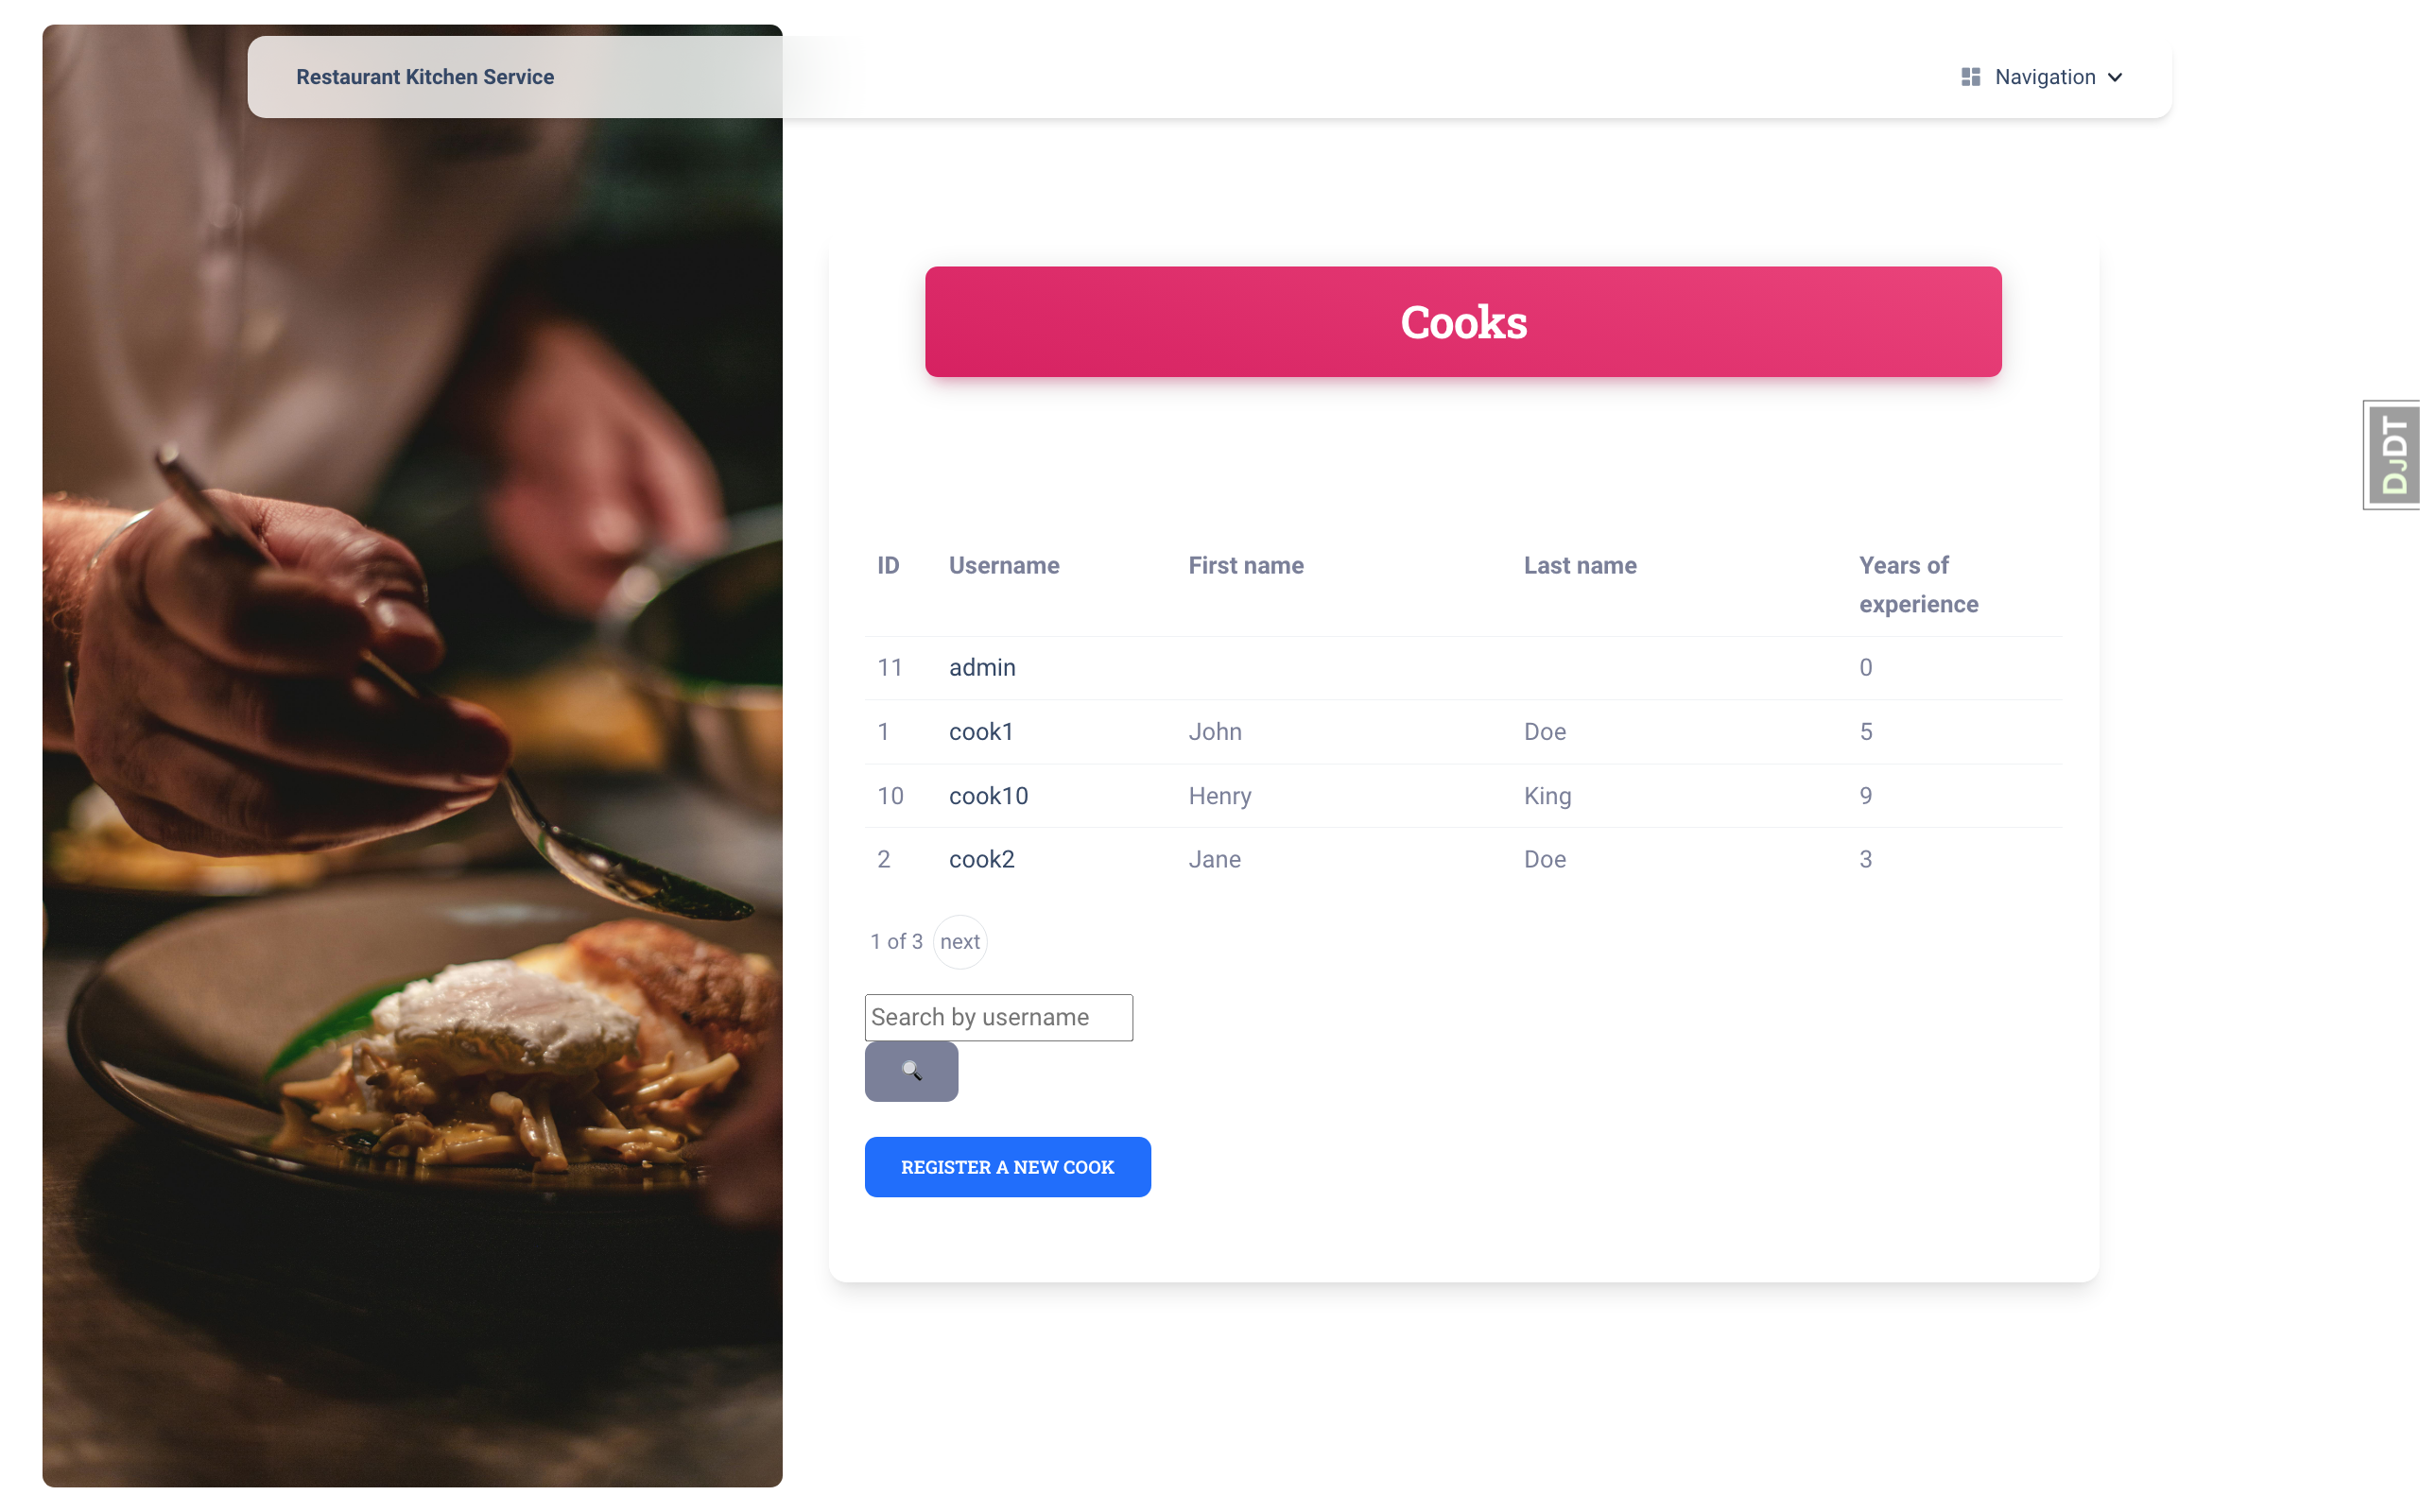 Restaurant Kitchen Service
Navigation
Cooks
DJDT
ID Username First name Last name Years of experience
11 admin 0
1 cook1 John Doe 5
10 cook10 Henry King 9
2 cook2 Jane Doe 3
1 of 3 next
Search by username
REGISTER A NEW COOK